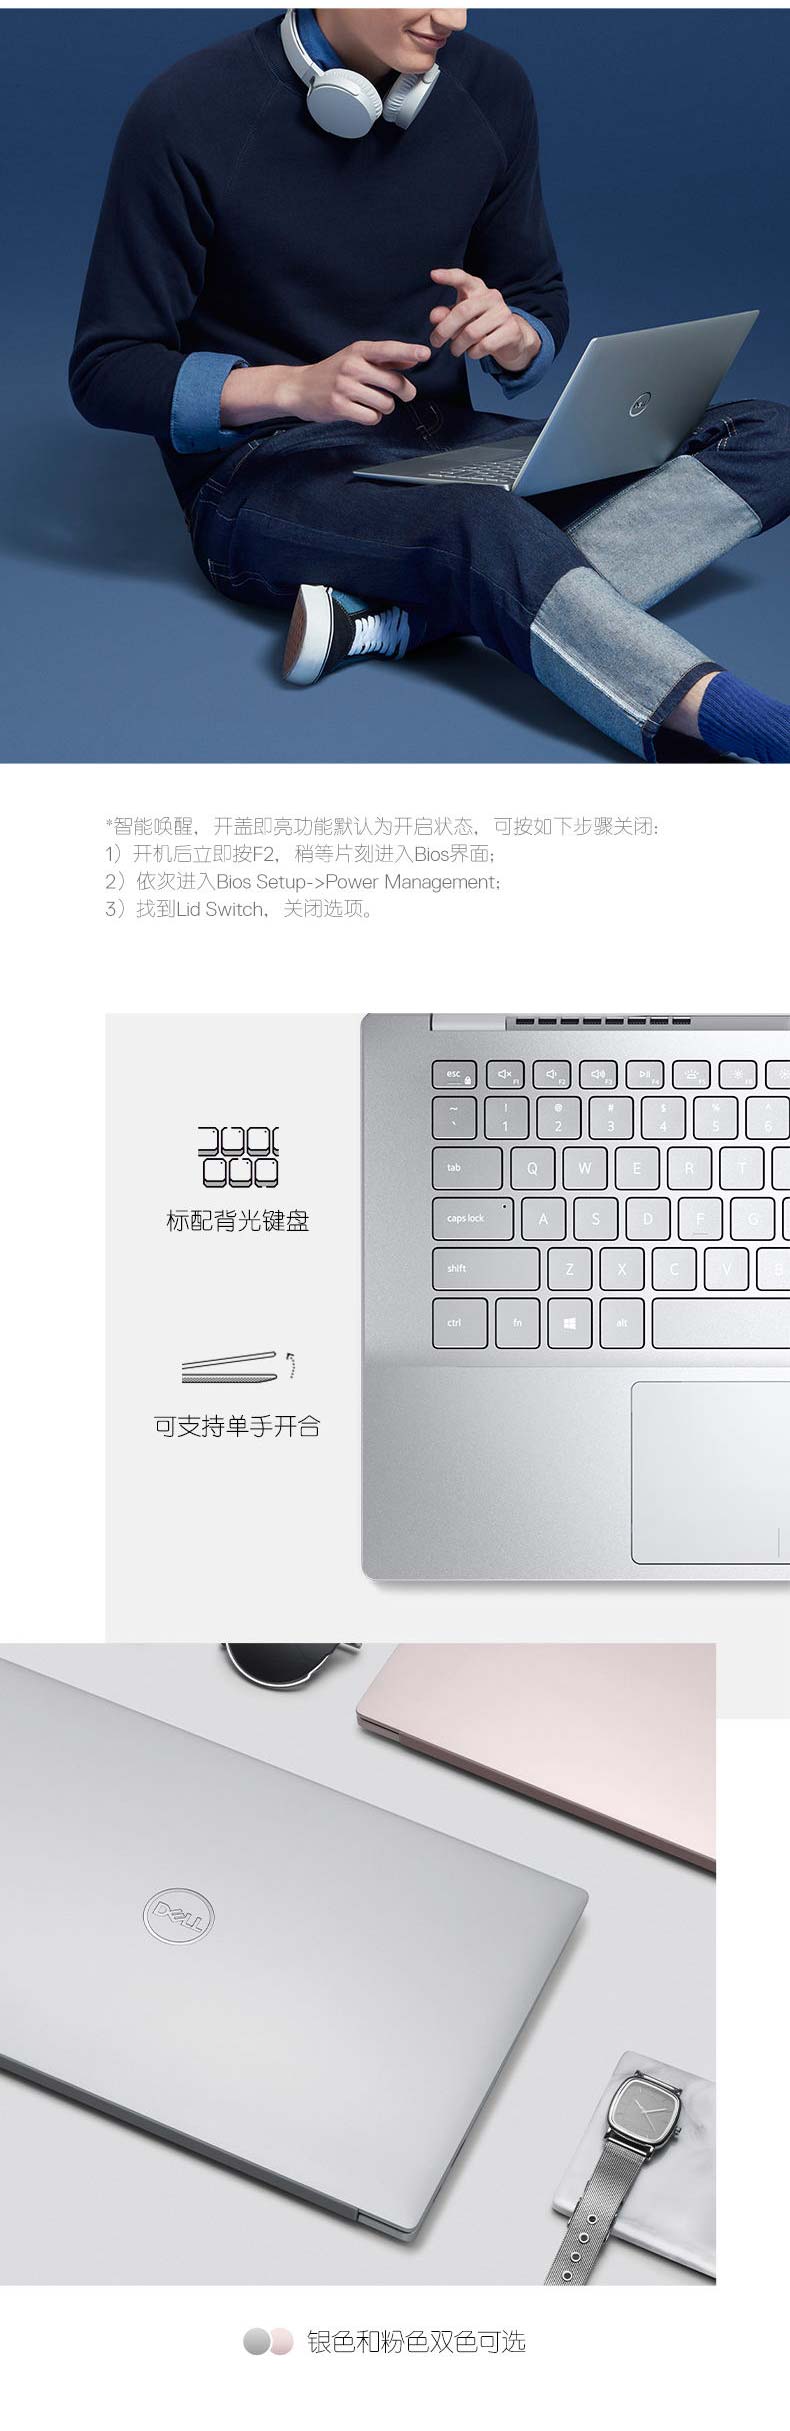 *智能唤醒，开盖即亮功能默认为开启状态，可按如下步骤关闭：
1）开机后立即按F2，稍等片刻进入Bios界面；
2）依次进入Bios Setup->Power Management；
3）找到Lid Switch，关闭选项。
标配背光键盘
可支持单手开合
esc F1 F2 F3 F4 F5 F6
~ ! @ # $ % ^
` 1 2 3 4 5 6
tab Q W E R T
caps lock A S D F G
shift Z X C V B
ctrl fn alt
DELL
银色和粉色双色可选